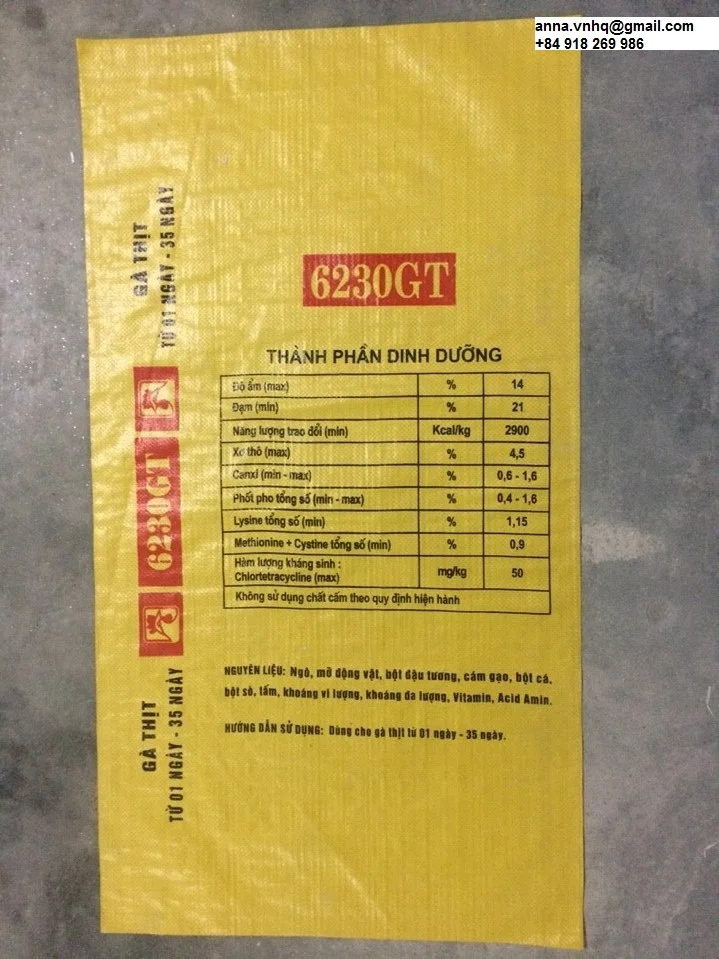 anna.vnhq@gmail.com
+84 918 269 986
GÀ THỊT
TỪ 01 NGÀY - 35 NGÀY
6230GT
GÀ THỊT
TỪ 01 NGÀY - 35 NGÀY
6230GT
THÀNH PHẦN DINH DƯỠNG
Độ ẩm (max) % 14
Đạm (min) % 21
Năng lượng trao đổi (min) Kcal/kg 2900
Xơ thô (max) % 4,5
Canxi (min - max) % 0,6 - 1,6
Phốt pho tổng số (min - max) % 0,4 - 1,6
Lysine tổng số (min) % 1,15
Methionine + Cystine tổng số (min) % 0,9
Hàm lượng kháng sinh :
Chlortetracycline (max) mg/kg 50
Không sử dụng chất cấm theo quy định hiện hành
NGUYÊN LIỆU: Ngô, mỡ động vật, bột đậu tương, cám gạo, bột cá,
bột sò, tấm, khoáng vi lượng, khoáng đa lượng, Vitamin, Acid Amin.
HƯỚNG DẪN SỬ DỤNG: Dùng cho gà thịt từ 01 ngày - 35 ngày.